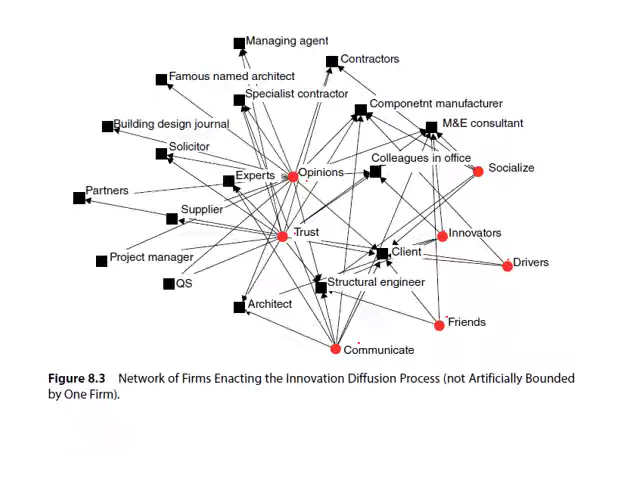 Managing agent
Contractors
Famous named architect
Specialist contractor
Componetnt manufacturer
M&E consultant
Building design journal
Solicitor
Colleagues in office
Experts
Opinions
Socialize
Partners
Supplier
Trust
Innovators
Project manager
Client
Drivers
QS
Structural engineer
Architect
Friends
Communicate
Figure 8.3 Network of Firms Enacting the Innovation Diffusion Process (not Artificially Bounded
by One Firm).